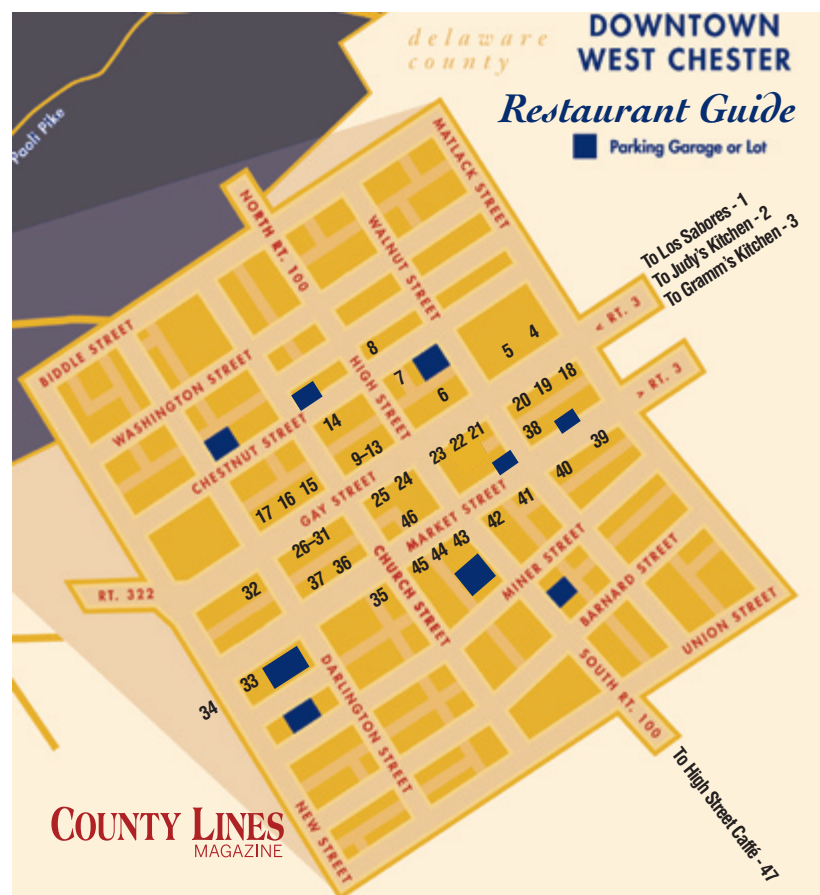 delaware
county
DOWNTOWN
WEST CHESTER
Restaurant Guide
Parking Garage or Lot
Paoli Pike
MATLACK STREET
NORTH RT. 100
WALNUT STREET
To Los Sabores - 1
To Judy's Kitchen - 2
To Gramm's Kitchen - 3
< RT. 3
> RT. 3
BIDDLE STREET
WASHINGTON STREET
CHESTNUT STREET
HIGH STREET
8
7
6
5
4
14
9–13
20 19 18
38
39
23 22 21
17 16 15
GAY STREET
25 24
46
MARKET STREET
40
41
42
26–31
37 36
CHURCH STREET
45 44 43
MINER STREET
BARNARD STREET
UNION STREET
RT. 322
32
35
33
34
DARLINGTON STREET
SOUTH RT. 100
NEW STREET
To High Street Caffé - 47
COUNTY LINES
MAGAZINE